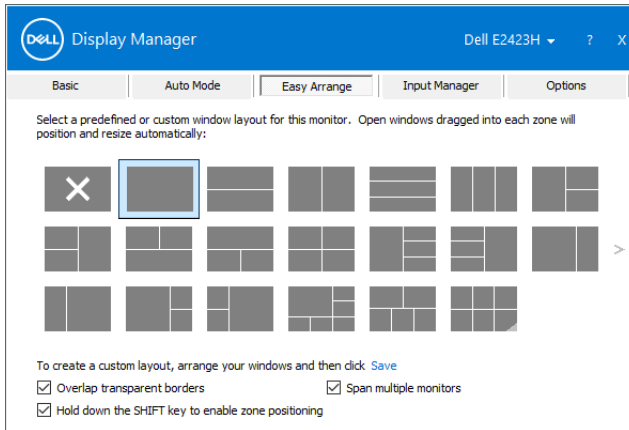 DELL Display Manager Dell E2423H ? X
Basic Auto Mode Easy Arrange Input Manager Options
Select a predefined or custom window layout for this monitor. Open windows dragged into each zone will
position and resize automatically:
>
To create a custom layout, arrange your windows and then click Save
Overlap transparent borders Span multiple monitors
Hold down the SHIFT key to enable zone positioning